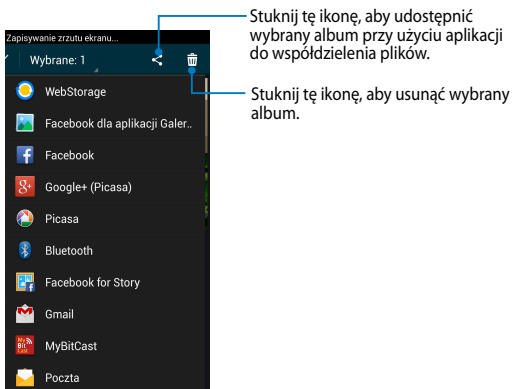 Stuknij tę ikonę, aby udostępnić
wybrany album przy użyciu aplikacji
do współdzielenia plików.
Stuknij tę ikonę, aby usunąć wybrany
album.
Zapisywanie zrzutu ekranu...
Wybrane: 1
WebStorage
Facebook dla aplikacji Galer..
Facebook
Google+ (Picasa)
Picasa
Bluetooth
Facebook for Story
Gmail
MyBitCast
Poczta